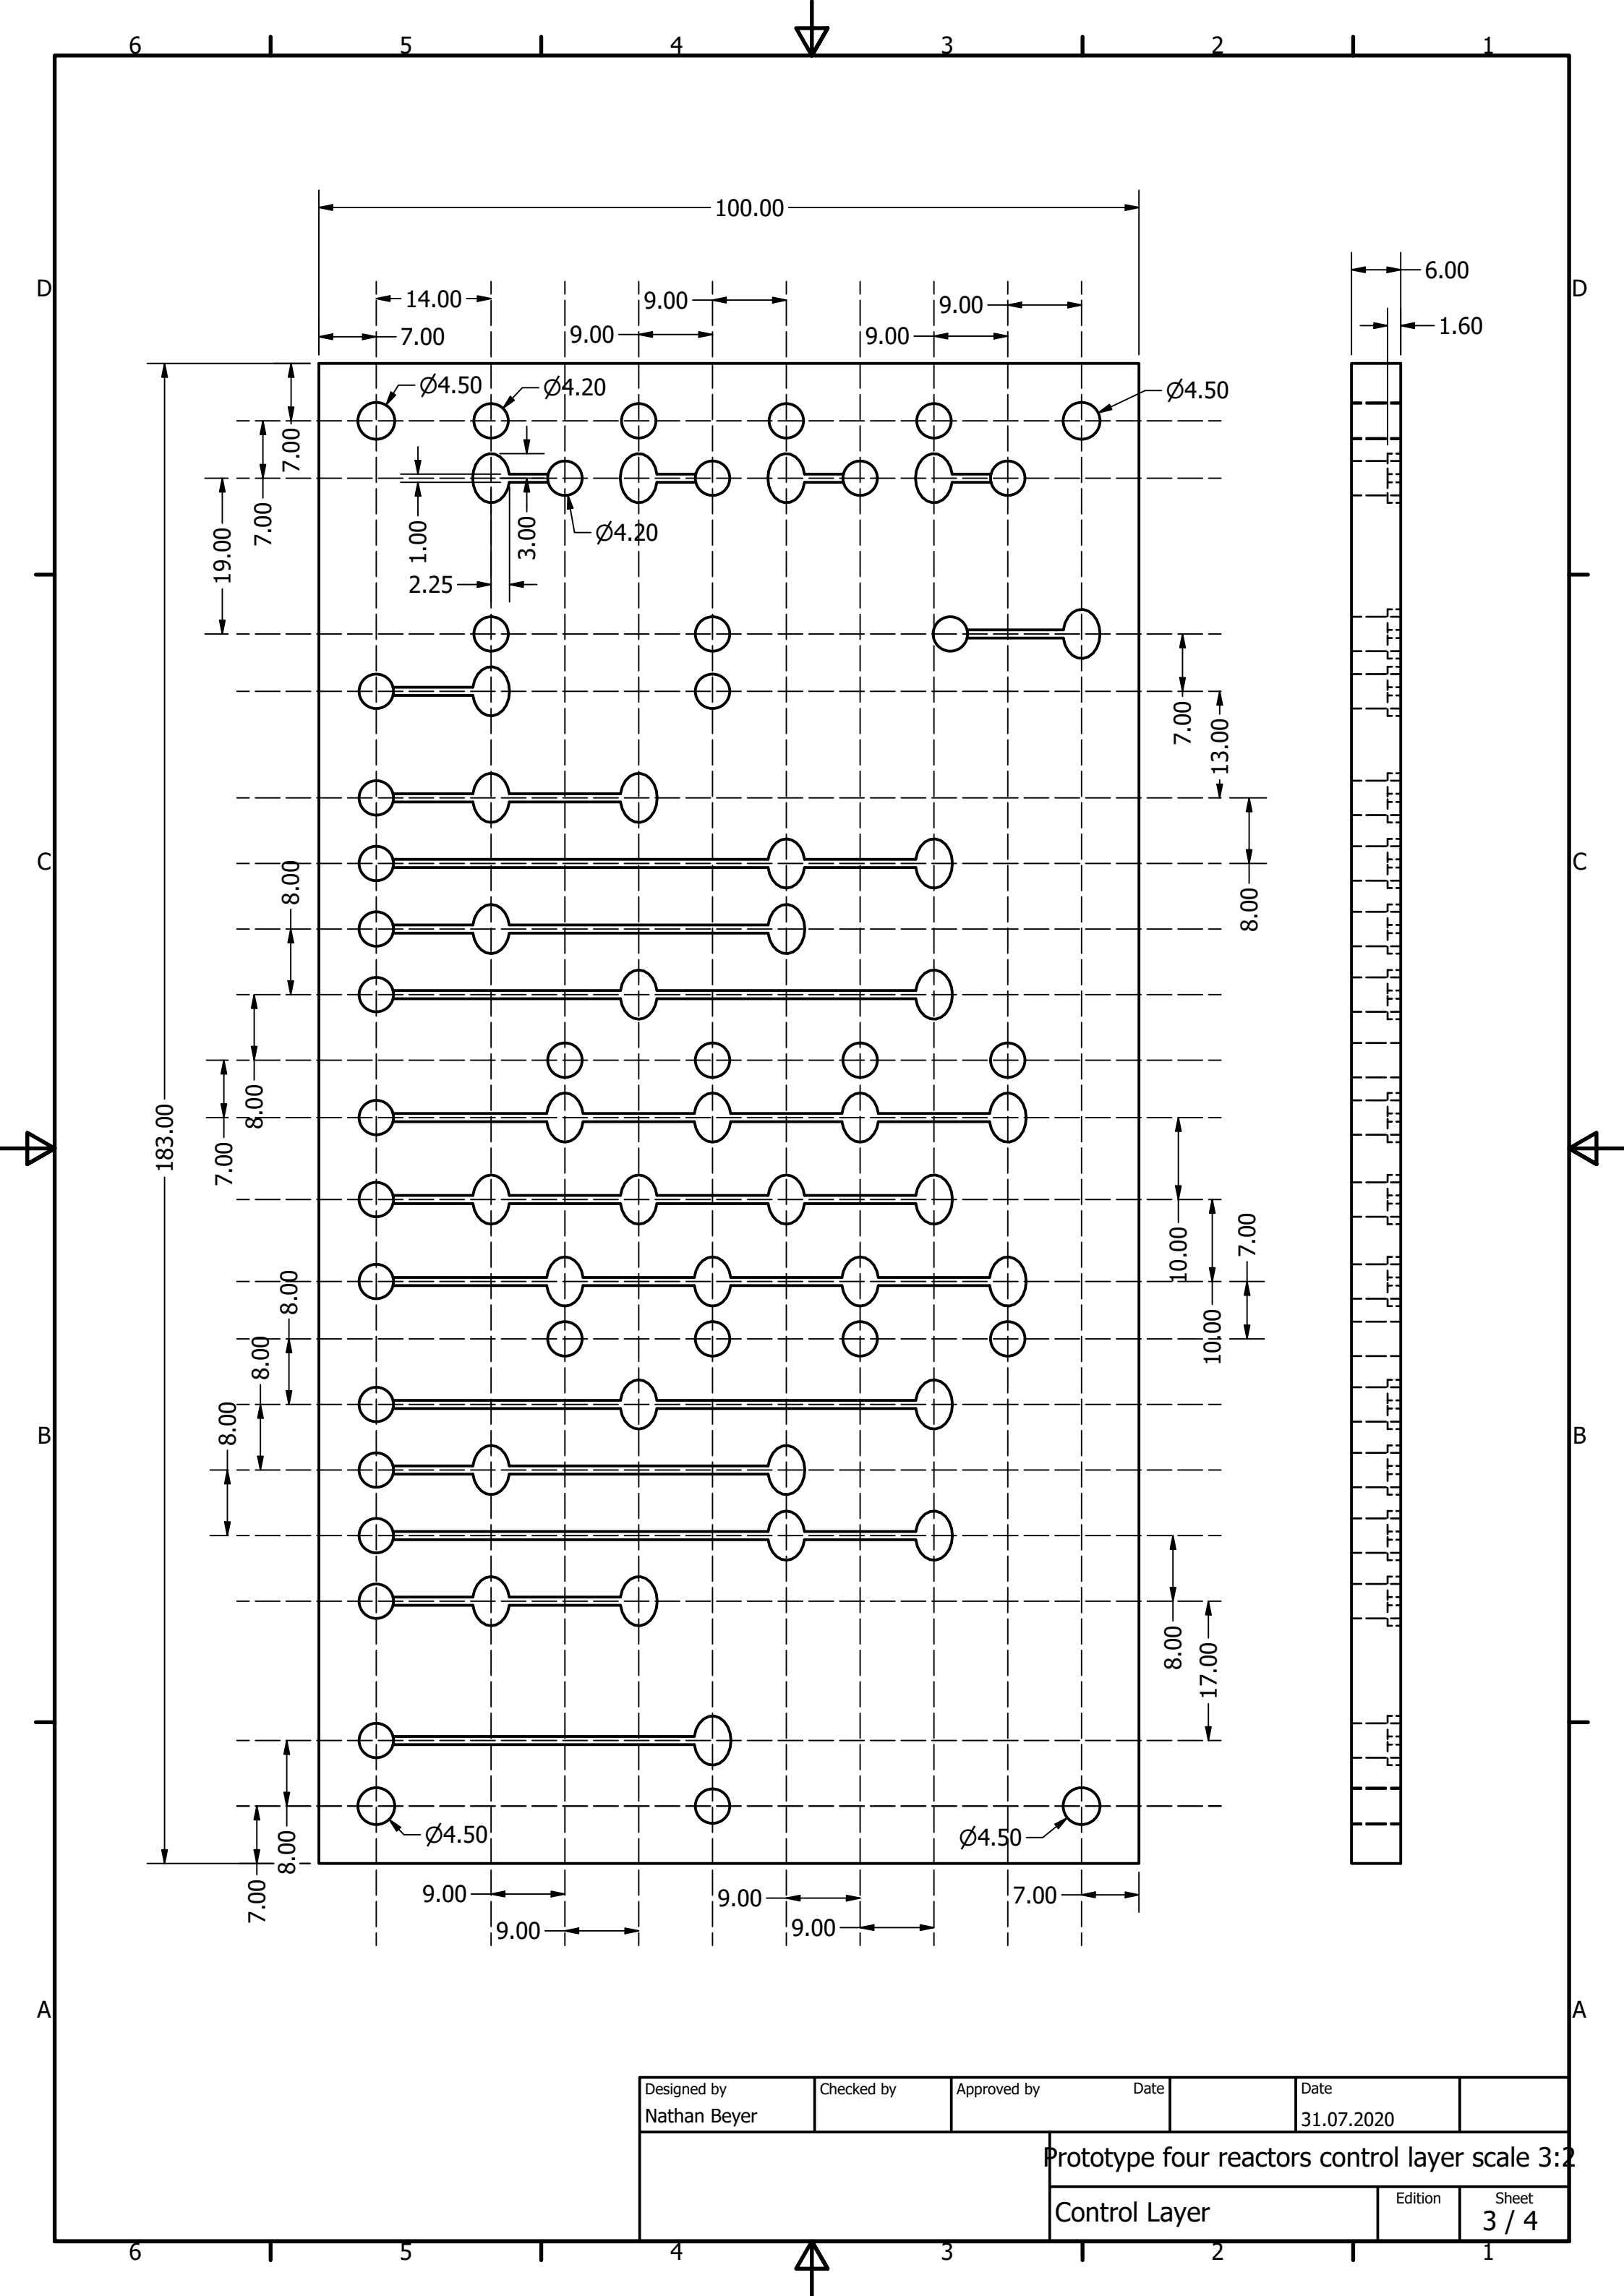 6 5 4 3 2 1
100.00
D D
6.00
14.00 9.00 9.00
1.60
7.00 9.00 9.00
Ø4.50 Ø4.20 Ø4.50
7.00
7.00
19.00 1.00 3.00 Ø4.20
2.25
7.00
13.00
C C
8.00
8.00
8.00
183.00
7.00
10.00 7.00
8.00
10.00
8.00
8.00
B B
8.00
17.00
Ø4.50 Ø4.50
8.00
7.00
9.00 9.00 7.00
9.00 9.00
A A
Designed by Checked by Approved by Date Date
Nathan Beyer 31.07.2020
Prototype four reactors control layer scale 3:2
Edition Sheet
Control Layer 3 / 4
6 5 4 3 2 1